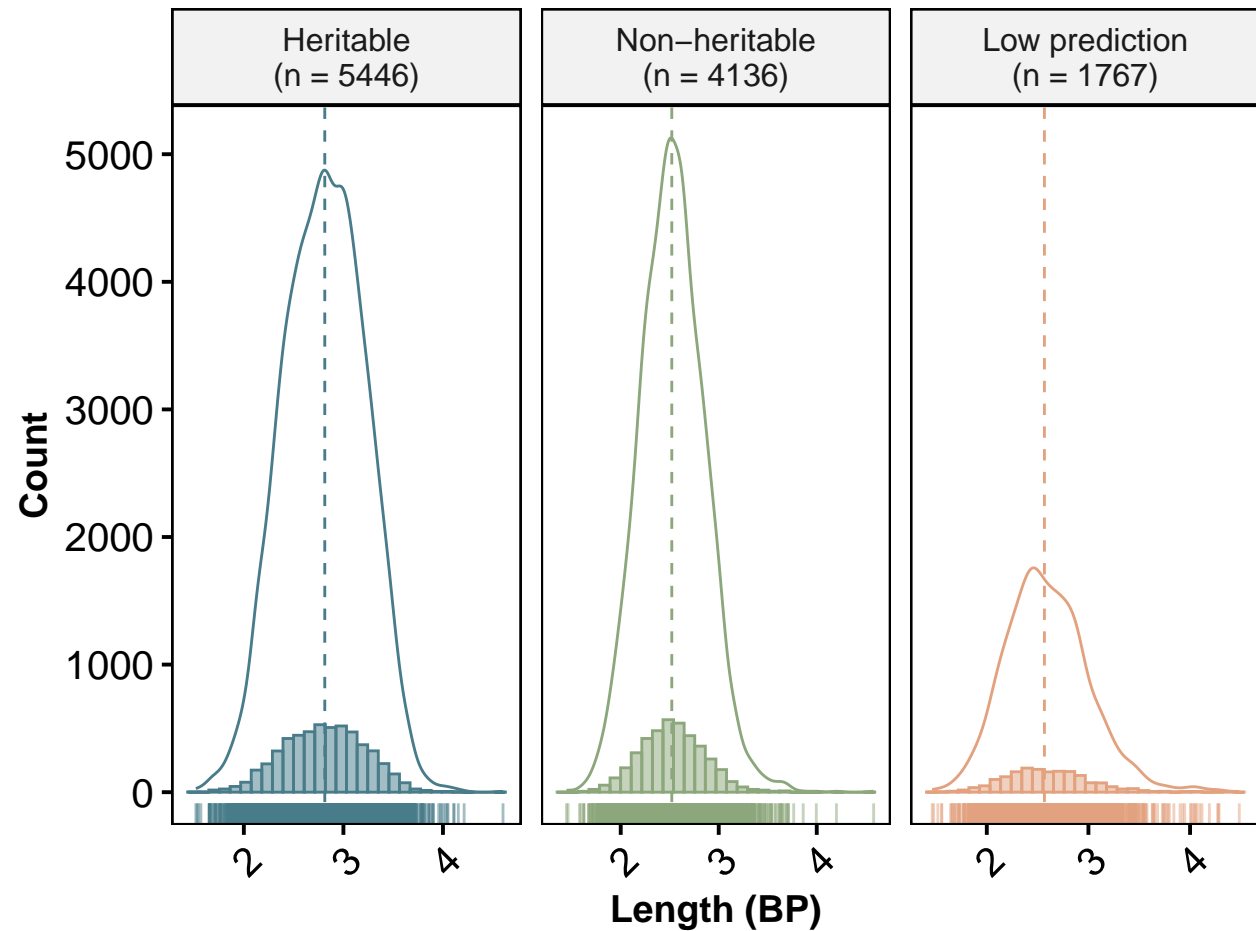 Heritable
(n = 5446)
Non−heritable
(n = 4136)
Low prediction
(n = 1767)
Count
5000
4000
3000
2000
1000
0
2
3
4
2
3
4
2
3
4
Length (BP)